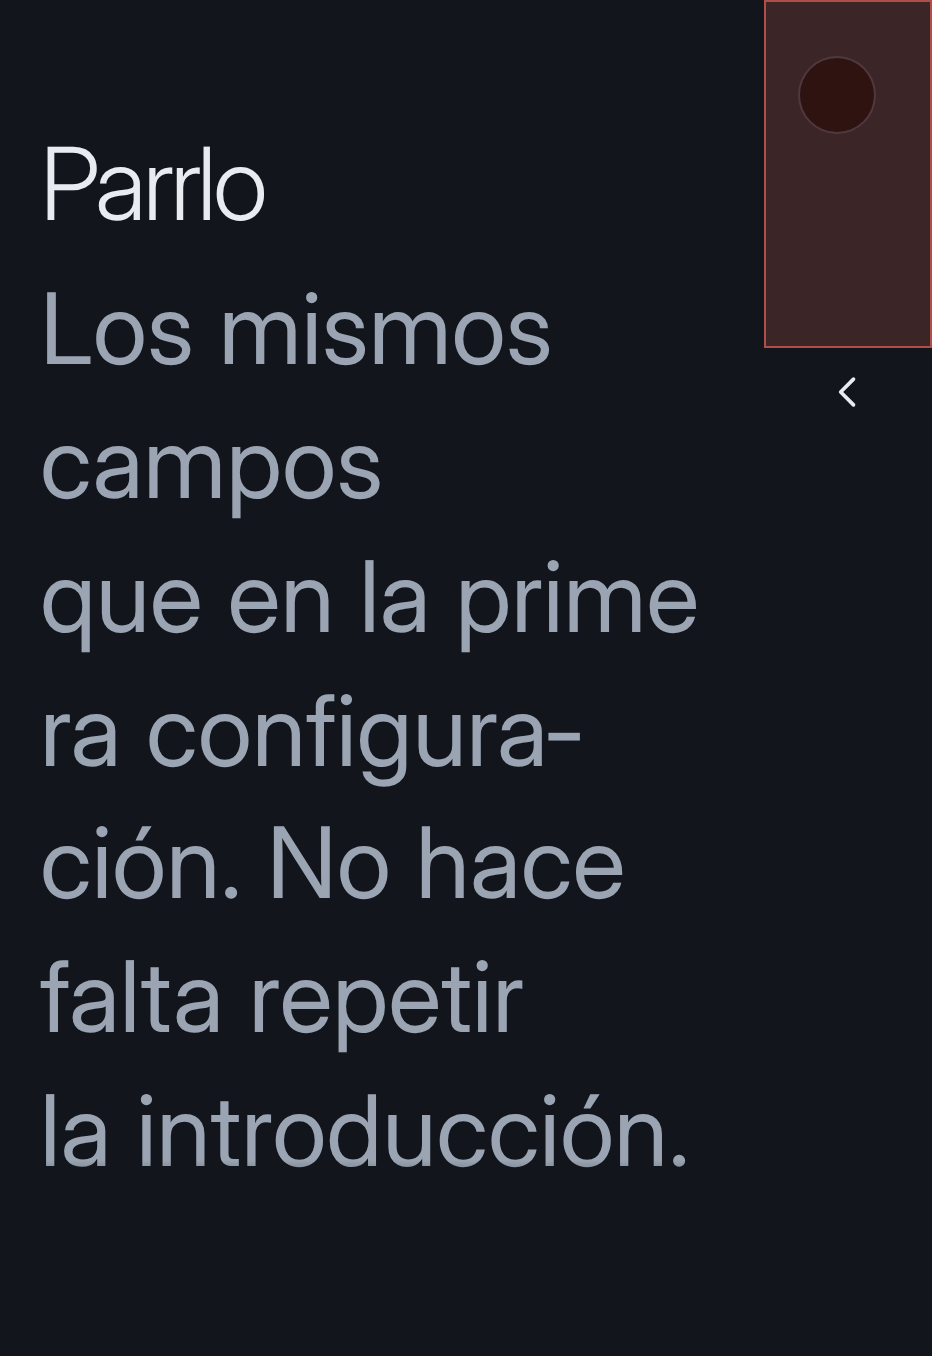 Parrlo
Los mismos
campos
que en la prime
ra configura-
ción. No hace
falta repetir
la introducción.